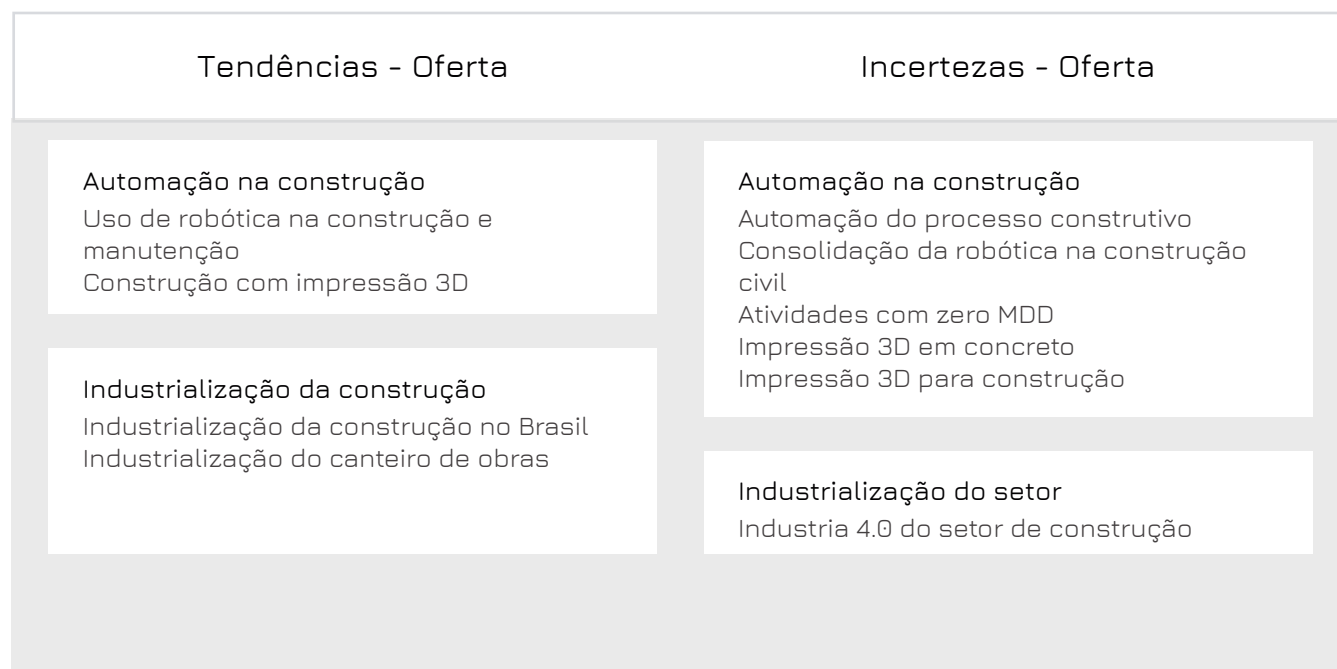 Tendências - Oferta
Incertezas - Oferta
Automação na construção
Uso de robótica na construção e
manutenção
Construção com impressão 3D
Industrialização da construção
Industrialização da construção no Brasil
Industrialização do canteiro de obras
Automação na construção
Automação do processo construtivo
Consolidação da robótica na construção
civil
Atividades com zero MDD
Impressão 3D em concreto
Impressão 3D para construção
Industrialização do setor
Industria 4.0 do setor de construção